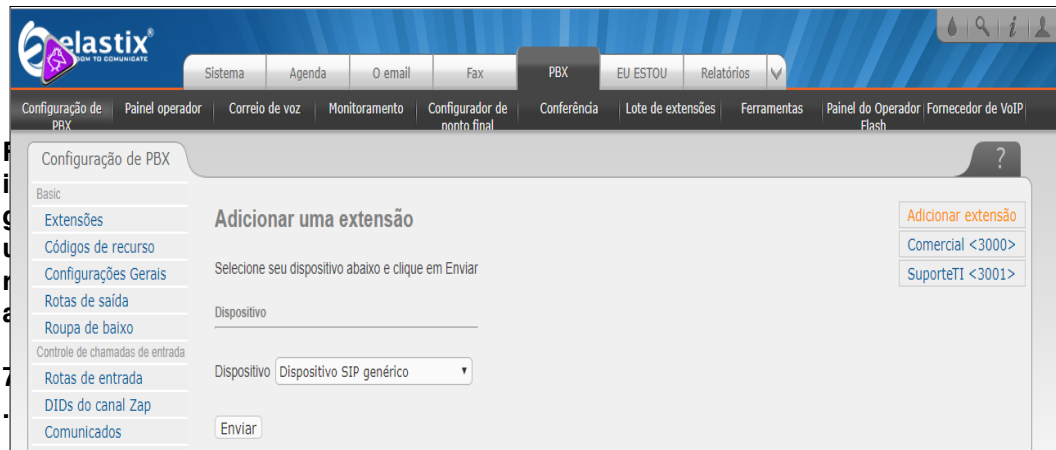 elastix®
DOM TO COMUNICATE
Sistema Agenda O email Fax PBX EU ESTOU Relatórios
Configuração de PBX Painel operador Correio de voz Monitoramento Configurador de ponto final Conferência Lote de extensões Ferramentas Painel do Operador Flash Fornecedor de VoIP
Configuração de PBX
?
Basic
Extensões
Códigos de recurso
Configurações Gerais
Rotas de saída
Roupa de baixo
Controle de chamadas de entrada
Rotas de entrada
DIDs do canal Zap
Comunicados
Adicionar uma extensão
Selecione seu dispositivo abaixo e clique em Enviar
Dispositivo
Dispositivo Dispositivo SIP genérico
Enviar
Adicionar extensão
Comercial <3000>
SuporteTI <3001>